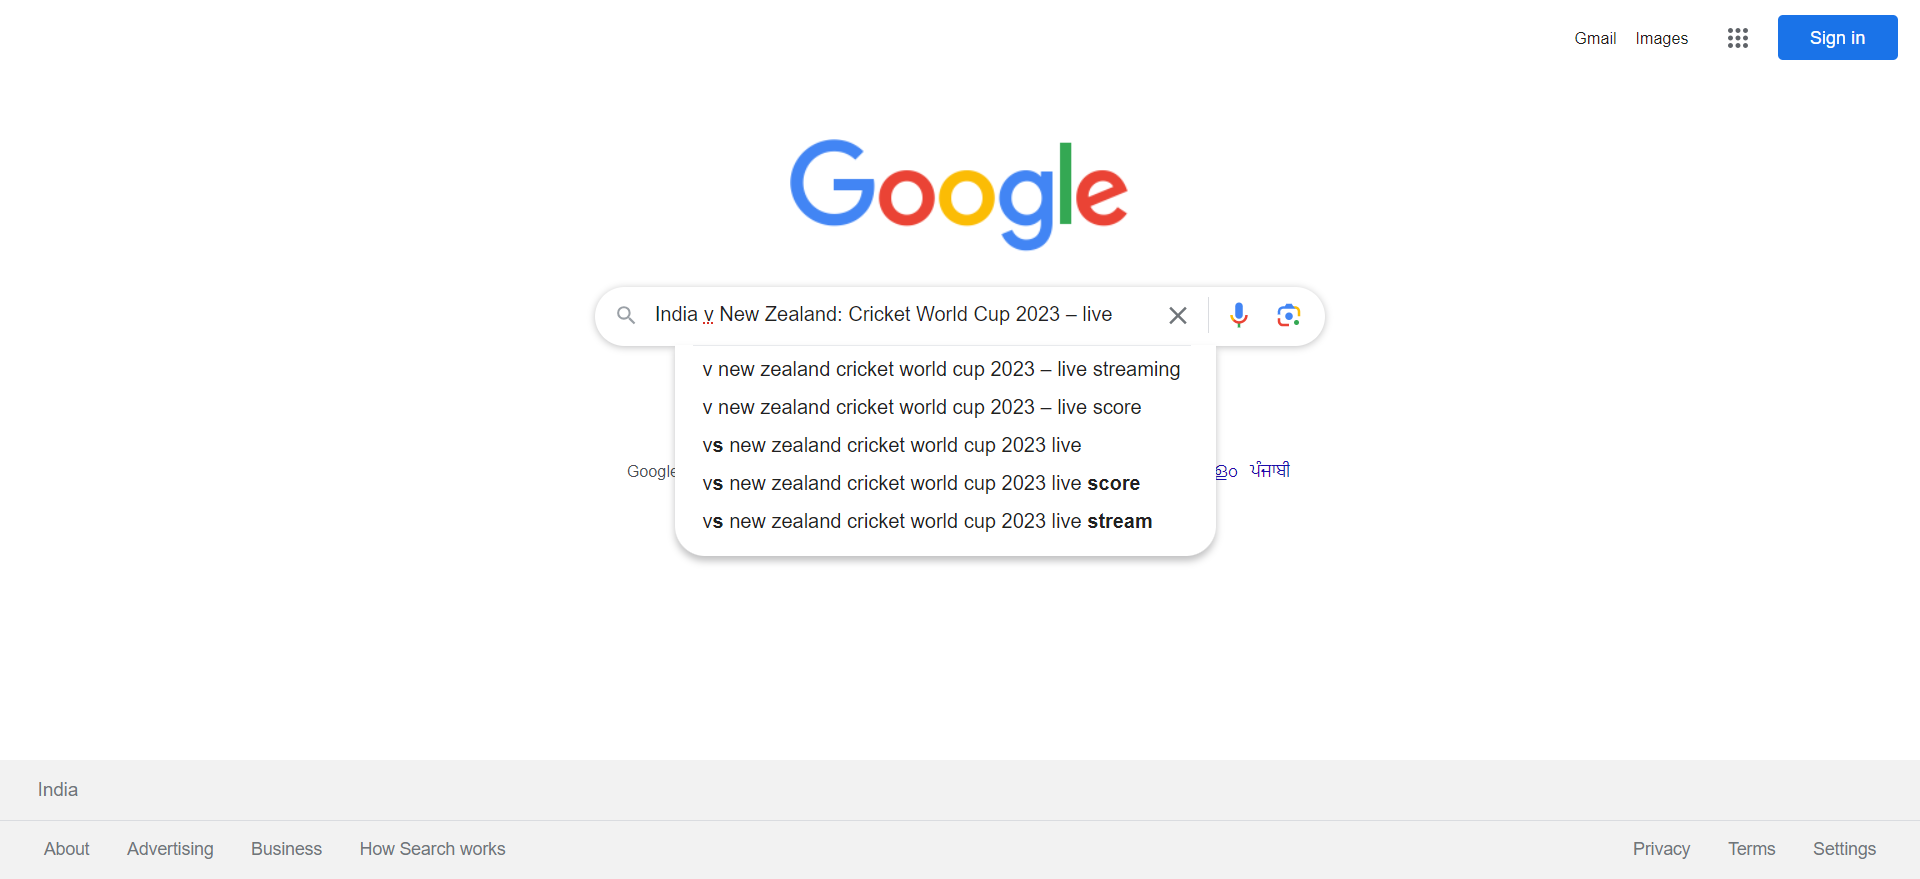 Gmail Images Sign in
Google
India v New Zealand: Cricket World Cup 2023 – live
v new zealand cricket world cup 2023 – live streaming
v new zealand cricket world cup 2023 – live score
vs new zealand cricket world cup 2023 live
vs new zealand cricket world cup 2023 live score
vs new zealand cricket world cup 2023 live stream
Google ਪੰਜਾਬੀ
India
About Advertising Business How Search works Privacy Terms Settings